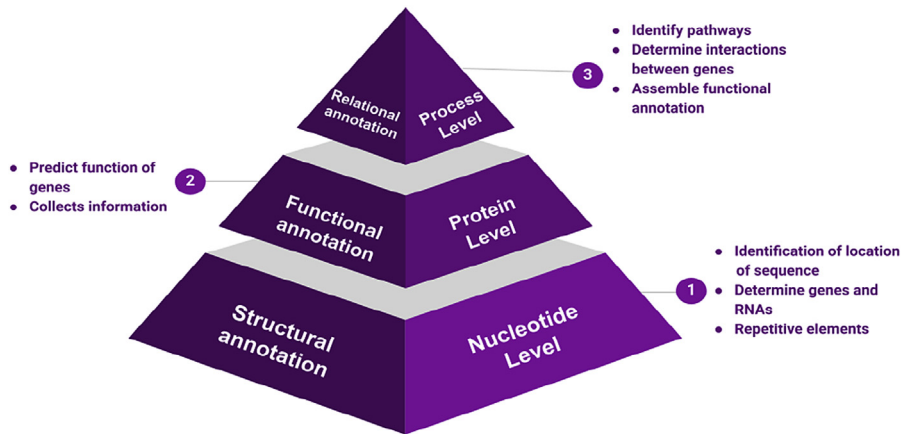 • Identify pathways
• Determine interactions
between genes
• Assemble functional
annotation
3
Relational
annotation
Process
Level
• Predict function of
genes
• Collects information
2
Functional
annotation
Protein
Level
• Identification of location
of sequence
• Determine genes and
RNAs
• Repetitive elements
1
Structural
annotation
Nucleotide
Level